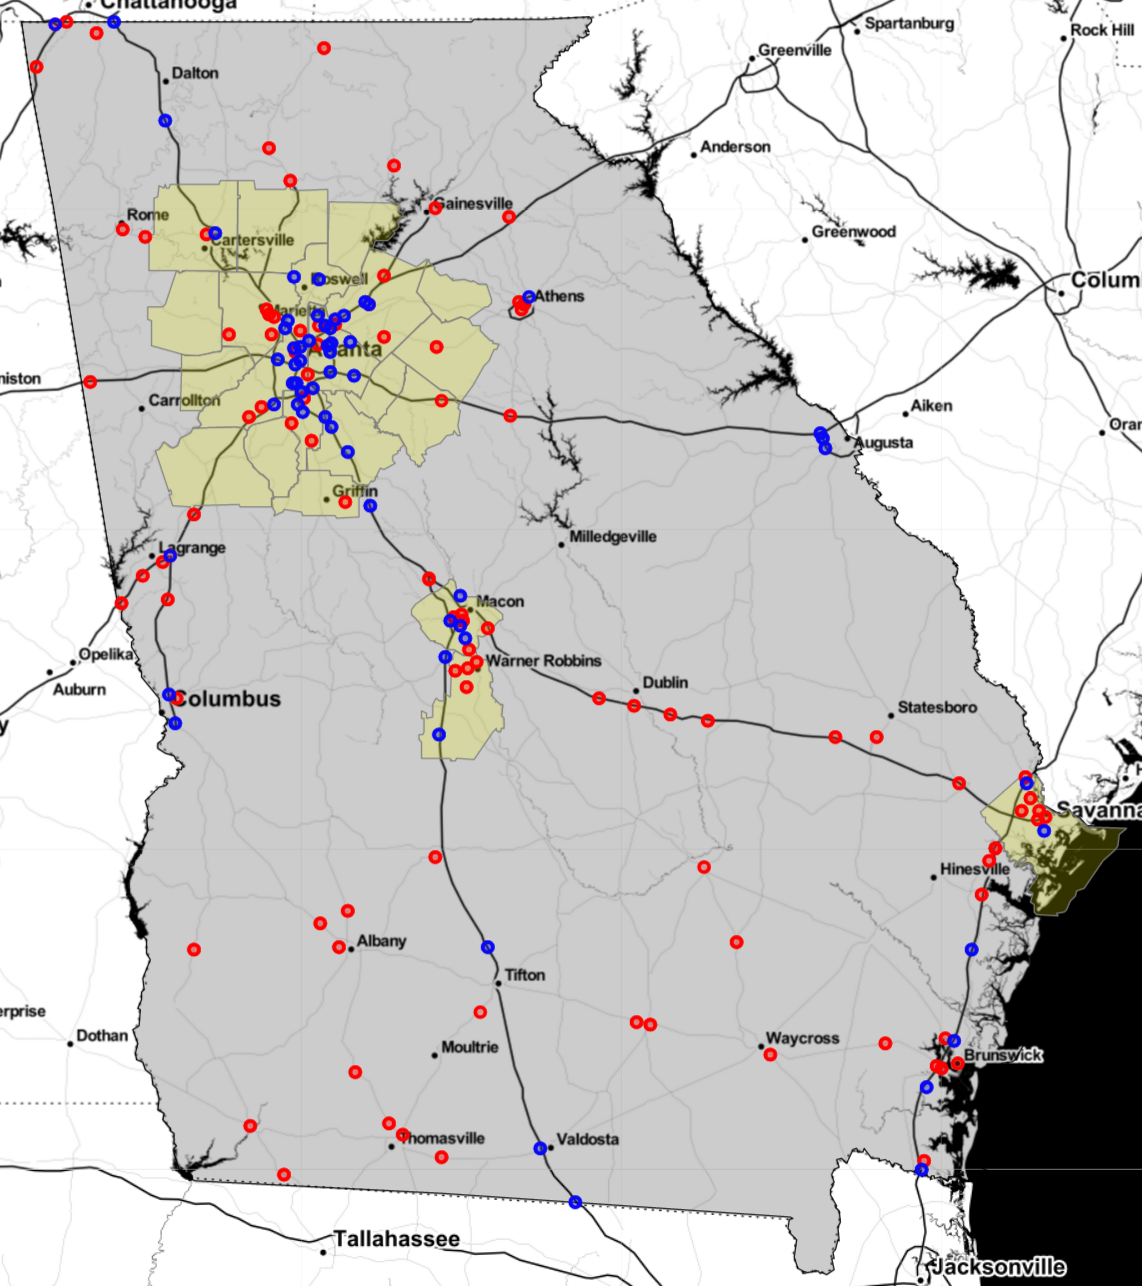 Chattanooga
Spartanburg
Rock Hill
Greenville
Dalton
Anderson
Gainesville
Rome
Greenwood
Cartersville
Roswell
Colum
Athens
Marietta
Atlanta
niston
Carrollton
Aiken
Augusta
Oran
Griffin
Milledgeville
Lagrange
Macon
Opelika
Warner Robbins
Auburn
Dublin
Columbus
Statesboro
y
H
Savanna
Hinesville
Albany
Tifton
erprise
Dothan
Moultrie
Waycross
Brunswick
Thomasville
Valdosta
Tallahassee
Jacksonville